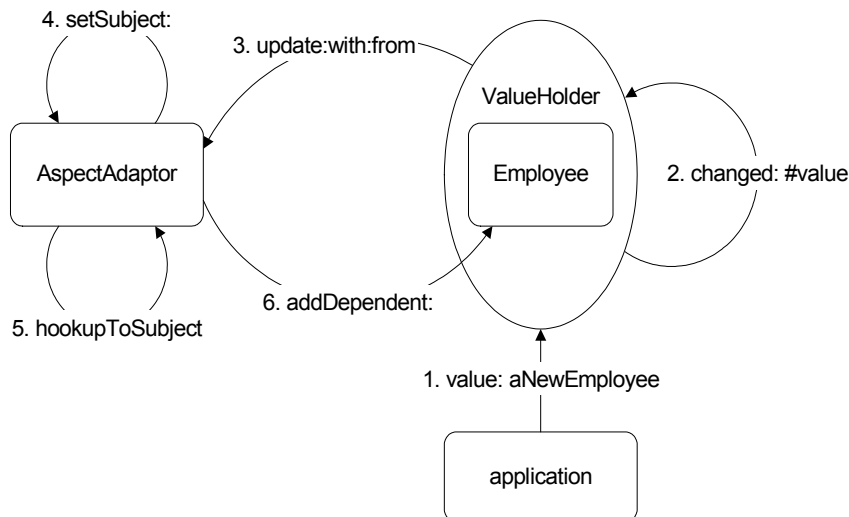 4. setSubject:
3. update:with:from
ValueHolder
AspectAdaptor
Employee
2. changed: #value
6. addDependent:
5. hookupToSubject
1. value: aNewEmployee
application